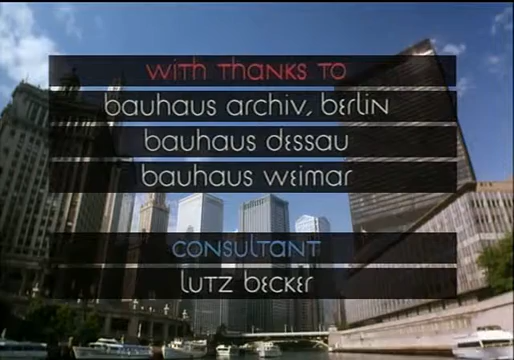 with thanks to
bauhaus archiv, berlin
bauhaus dessau
bauhaus weimar
consultant
lutz becker